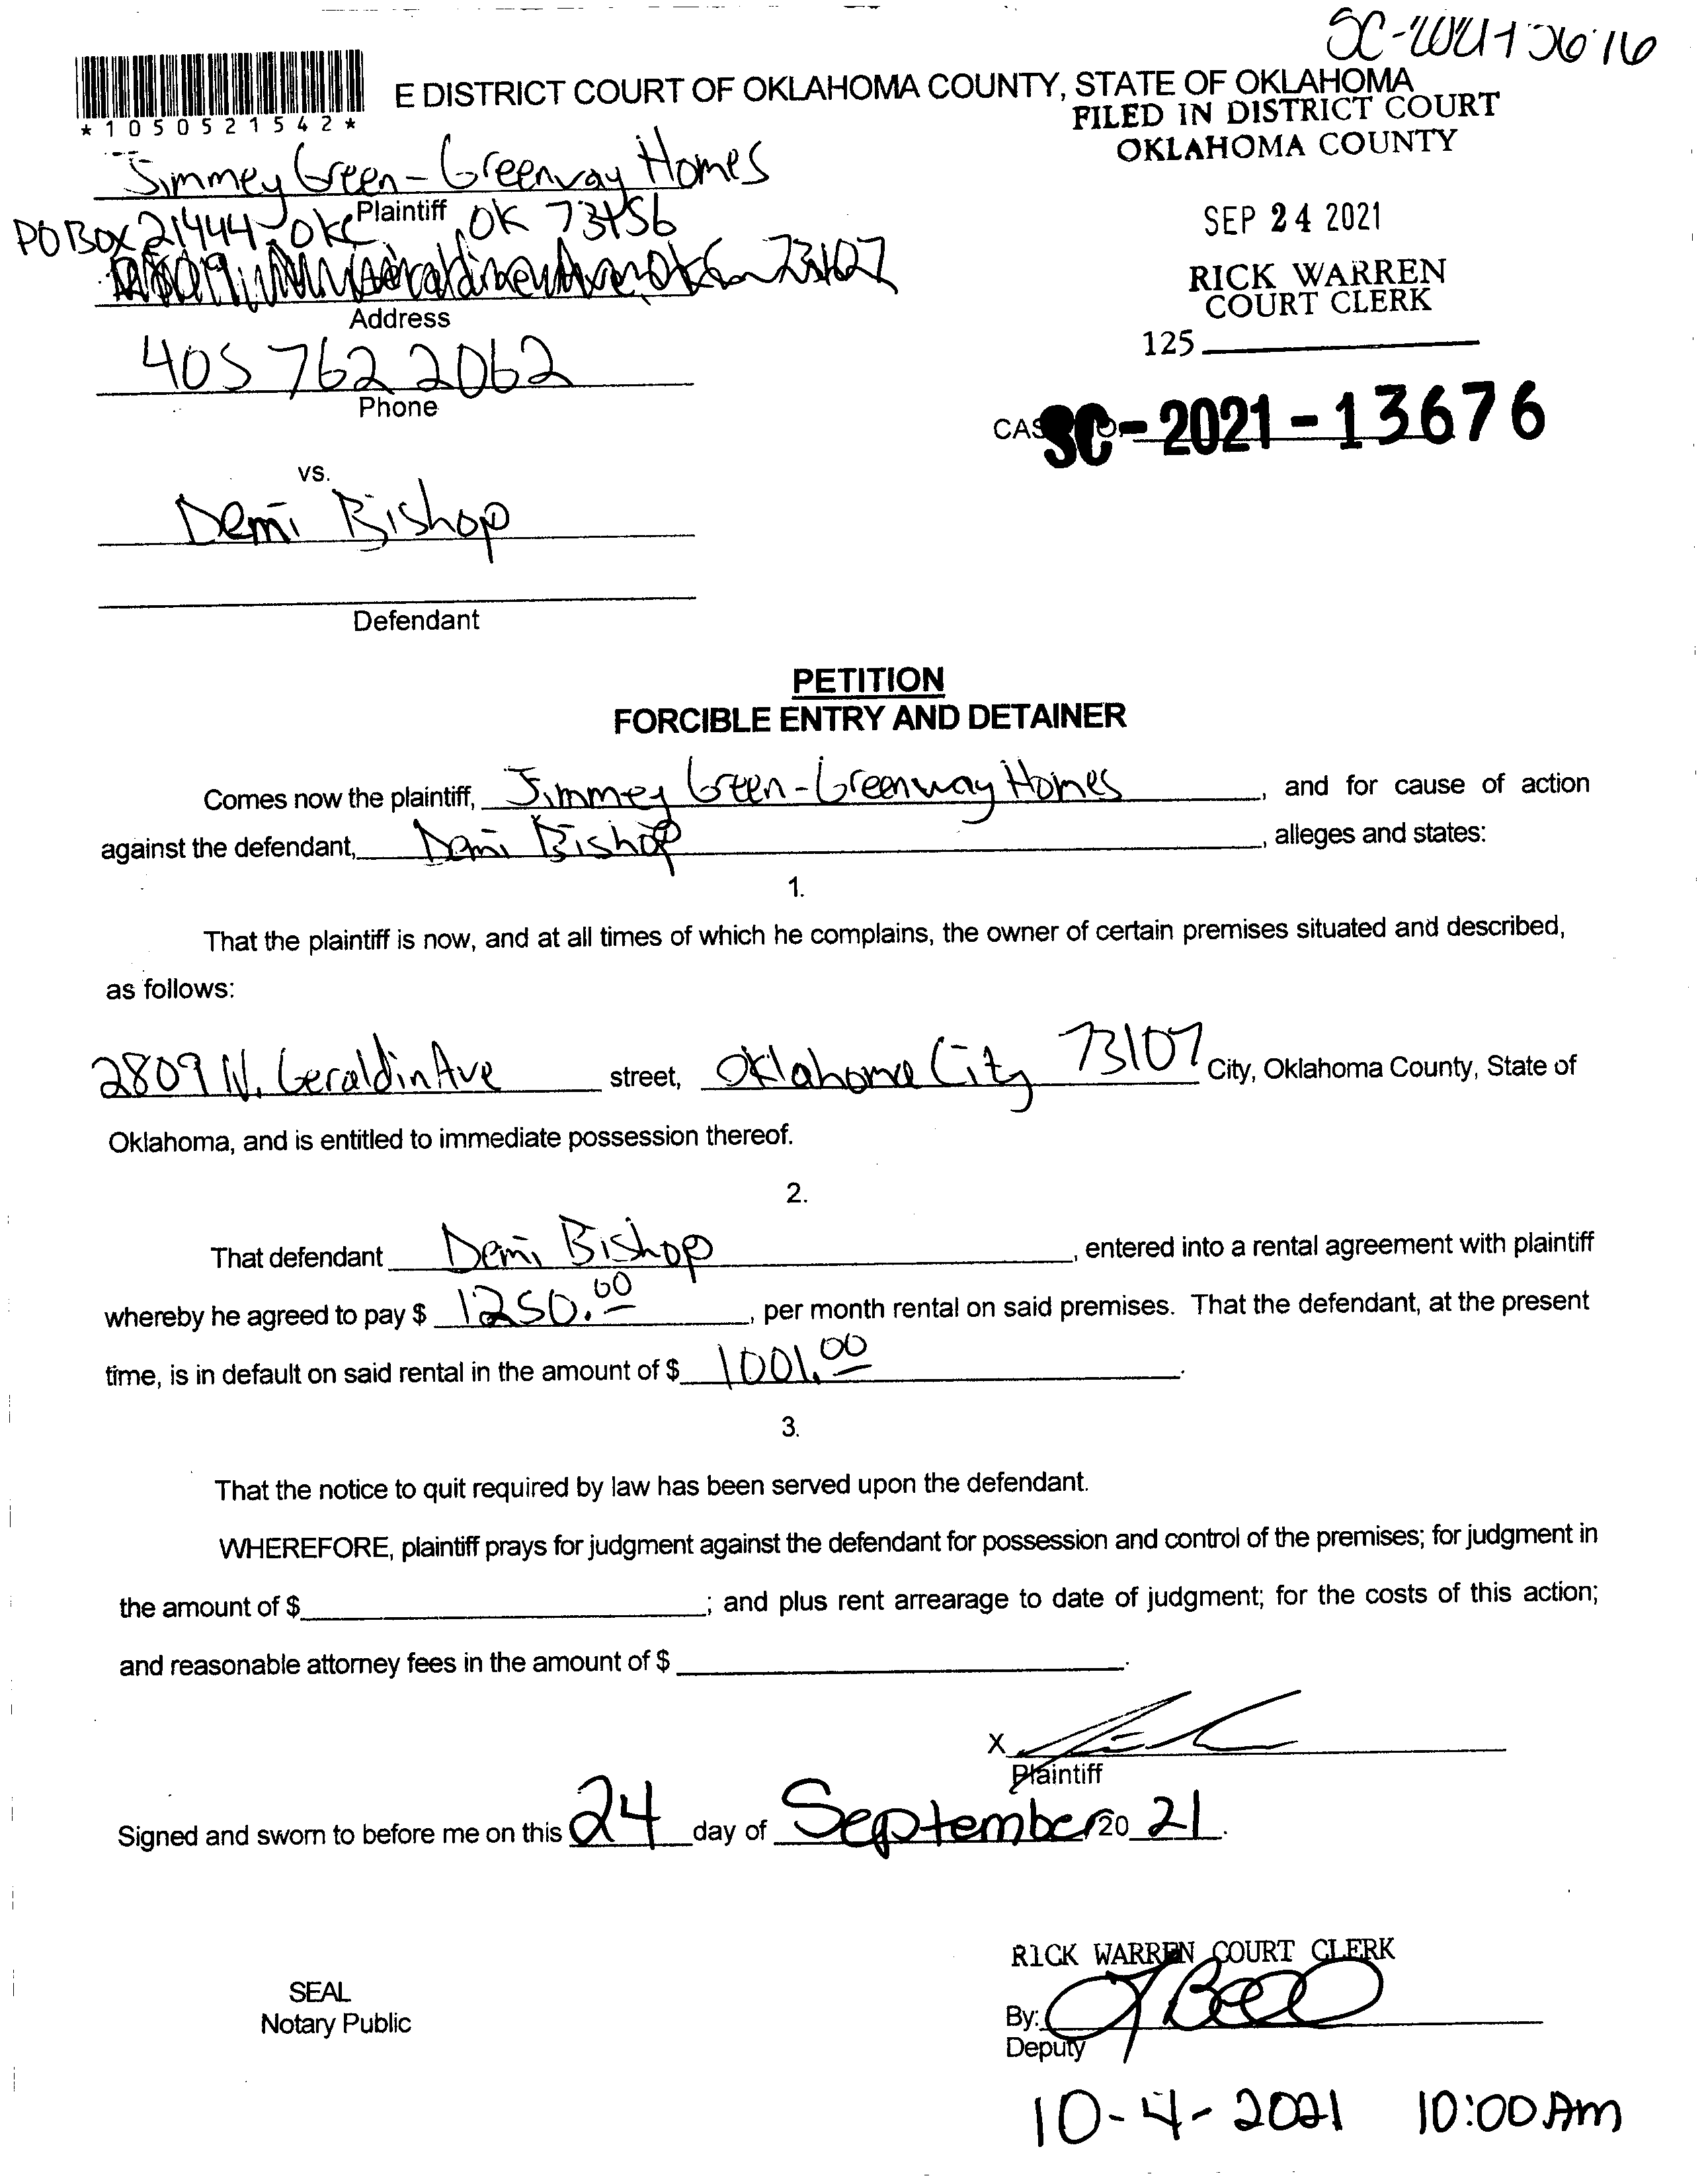 SC-2021-13676
*1050521542*
E DISTRICT COURT OF OKLAHOMA COUNTY, STATE OF OKLAHOMA
FILED IN DISTRICT COURT
OKLAHOMA COUNTY
Jimmey Green-Greenway Homes
Plaintiff
PO BOX 21444 OKC OK 73156
SEP 24 2021
RICK WARREN
COURT CLERK
Address
125
405 762 2062
Phone
CAS SC-2021-13676
vs.
Demi Bishop
Defendant
PETITION
FORCIBLE ENTRY AND DETAINER
Comes now the plaintiff, Jimmey Green-Greenway Homes, and for cause of action
against the defendant, Demi Bishop, alleges and states:
1.
That the plaintiff is now, and at all times of which he complains, the owner of certain premises situated and described,
as follows:
2809 N. Geraldin Ave street, Oklahoma City 73107 City, Oklahoma County, State of
Oklahoma, and is entitled to immediate possession thereof.
2.
That defendant Demi Bishop, entered into a rental agreement with plaintiff
whereby he agreed to pay $ 1250.00, per month rental on said premises. That the defendant, at the present
time, is in default on said rental in the amount of $ 1001.00.
3.
That the notice to quit required by law has been served upon the defendant.
WHEREFORE, plaintiff prays for judgment against the defendant for possession and control of the premises; for judgment in
the amount of $; and plus rent arrearage to date of judgment; for the costs of this action;
and reasonable attorney fees in the amount of $.
X
Plaintiff
Signed and sworn to before me on this 24 day of September 20 21.
RICK WARREN COURT CLERK
SEAL
Notary Public
By:
Deputy
10-4-2021 10:00 Am